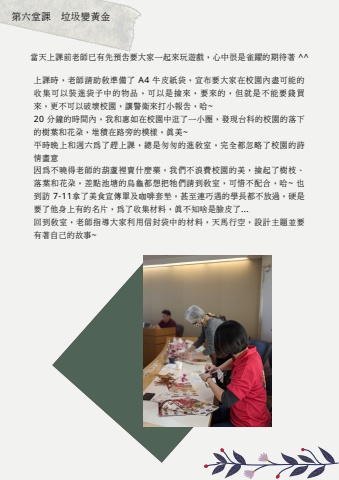 第六堂課 垃圾變黃金
當天上課前老師已有先預告要大家一起來玩遊戲，心中很是雀躍的期待著 ^^
上課時，老師請助教準備了 A4 牛皮紙袋，宣布要大家在校園內盡可能的
收集可以裝進袋子中的物品，可以是撿來，要來的，但就是不能要錢買
來，更不可以破壞校園，讓警衛來打小報告，哈~
20 分鐘的時間內，我和惠如在校園中逛了一小圈，發現台科的校園的落下
的樹葉和花朵，堆積在路旁的模樣，真美~
平時晚上和週六為了趕上課，總是匆匆的進教室，完全都忽略了校園的詩
情畫意
因為不曉得老師的葫蘆裡賣什麼藥，我們不浪費校園的美，撿起了樹枝、
落葉和花朵，差點池塘的烏龜都想把牠們請到教室，可惜不配合，哈~ 也
到訪 7-11拿了美食宣傳單及咖啡套墊，甚至連巧遇的學長都不放過，硬是
要了他身上有的名片，為了收集材料，真不知啥是臉皮了...
回到教室，老師指導大家利用信封袋中的材料，天馬行空，設計主題並要
有著自己的故事~